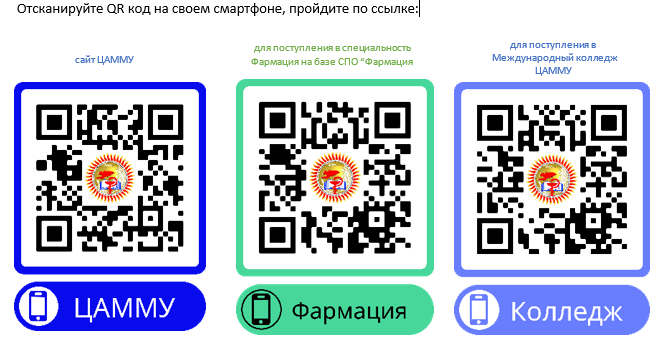 Отсканируйте QR код на своем смартфоне, пройдите по ссылке:
сайт ЦАММУ
для поступления в специальность
Фармация на базе СПО “Фармация
для поступления в
Международный колледж
ЦАММУ
ЦАММУ
Фармация
Колледж